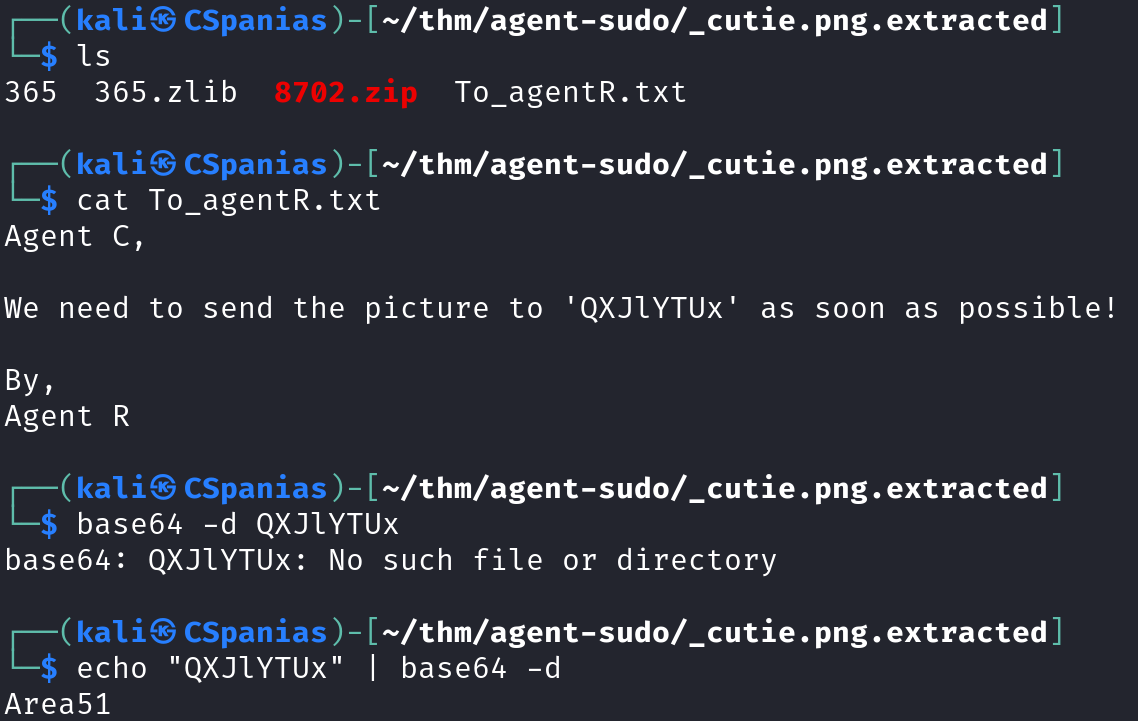 ┌──(kali㉿CSpanias)-[~/thm/agent-sudo/_cutie.png.extracted]
└─$ ls
365  365.zlib  8702.zip  To_agentR.txt
┌──(kali㉿CSpanias)-[~/thm/agent-sudo/_cutie.png.extracted]
└─$ cat To_agentR.txt
Agent C,
We need to send the picture to 'QXJlYTUx' as soon as possible!
By,
Agent R
┌──(kali㉿CSpanias)-[~/thm/agent-sudo/_cutie.png.extracted]
└─$ base64 -d QXJlYTUx
base64: QXJlYTUx: No such file or directory
┌──(kali㉿CSpanias)-[~/thm/agent-sudo/_cutie.png.extracted]
└─$ echo "QXJlYTUx" | base64 -d
Area51